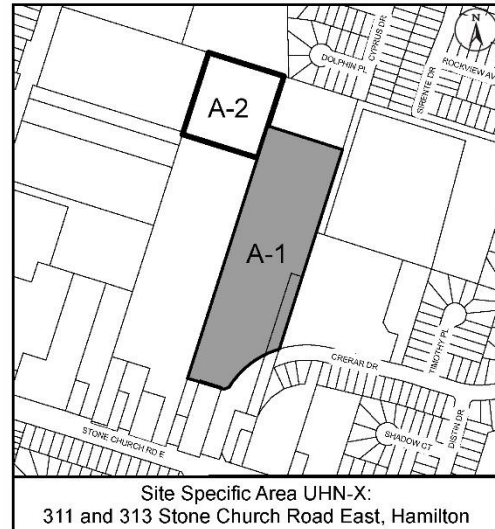 N
DOLPHIN PL
CYPRUS DR
SIRENTE DR
ROCKVIEW AV
A-2
A-1
TIMOTHY PL
CRERAR DR
DISTIN DR
SHADOW CT
STONE CHURCH RD E
Site Specific Area UHN-X:
311 and 313 Stone Church Road East, Hamilton